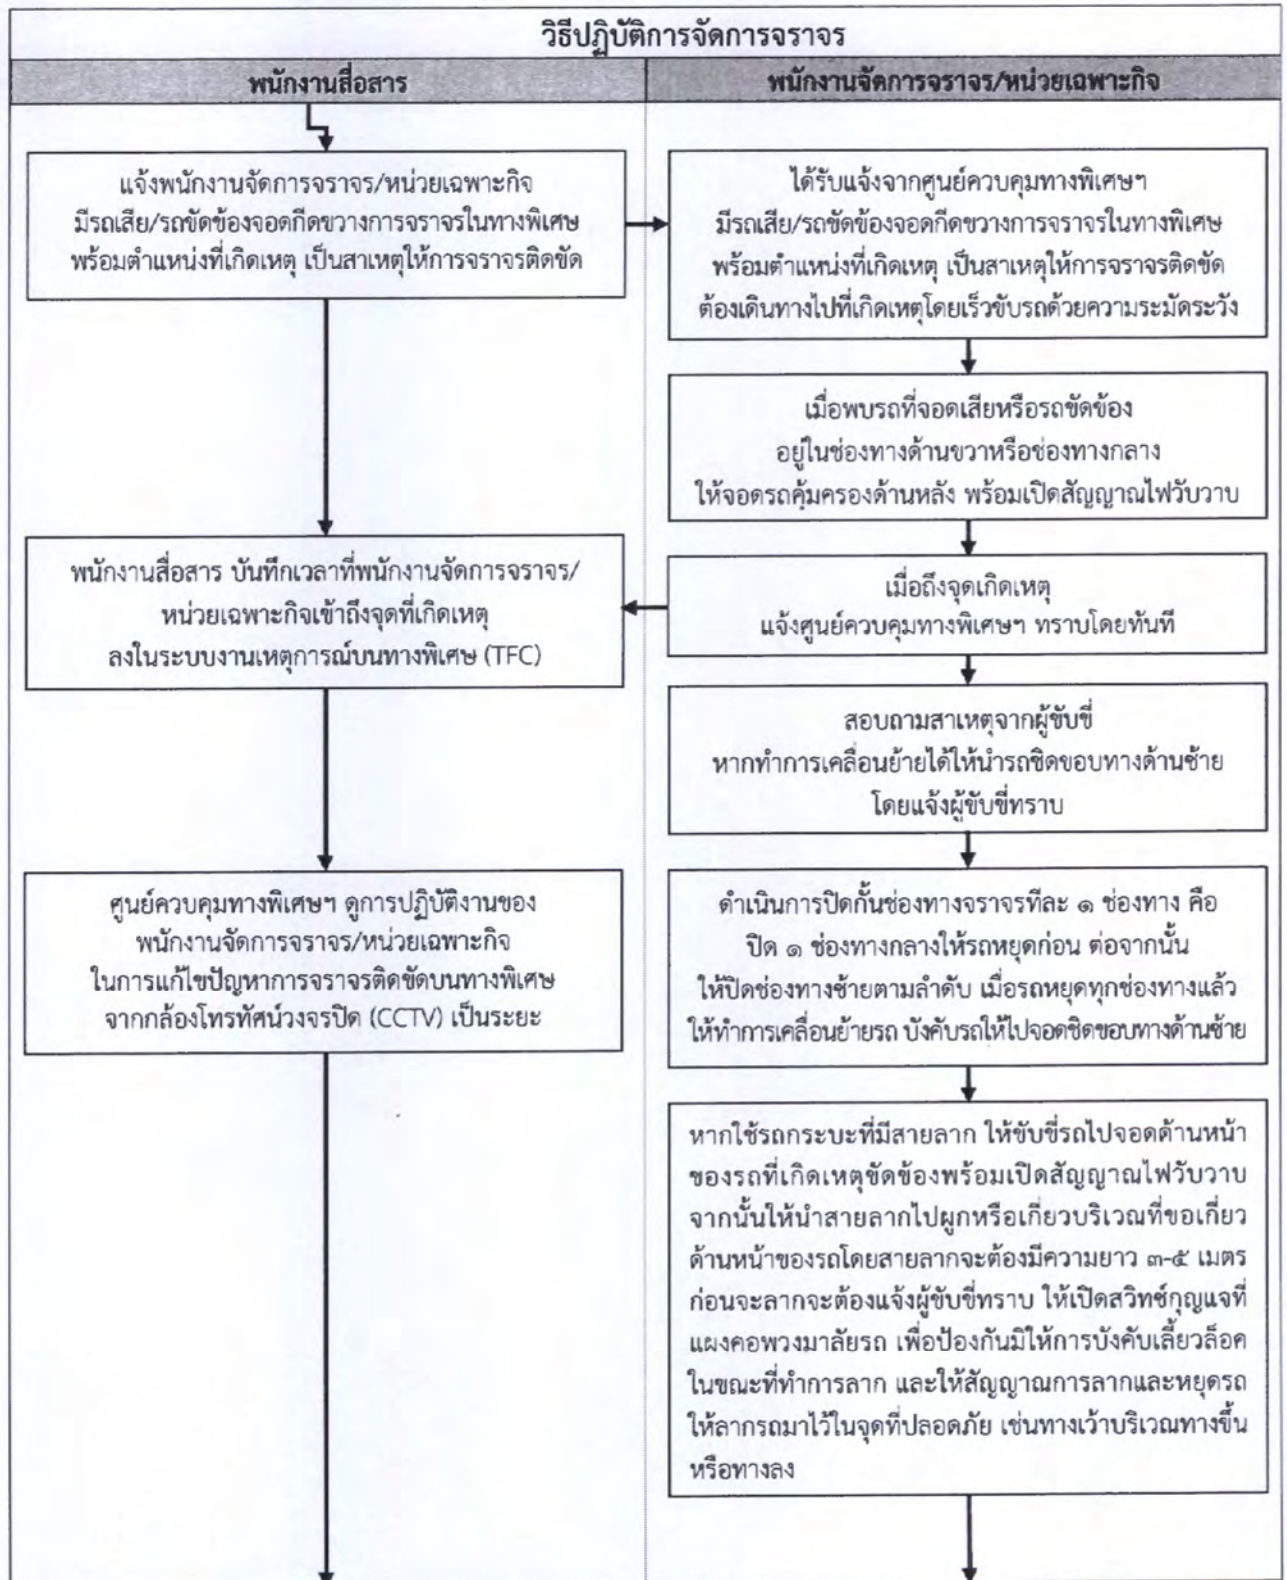 วิธีปฏิบัติการจัดการจราจร
พนักงานสื่อสาร
พนักงานจัดการจราจร/หน่วยเฉพาะกิจ
แจ้งพนักงานจัดการจราจร/หน่วยเฉพาะกิจ
มีรถเสีย/รถขัดข้องจอดกีดขวางการจราจรในทางพิเศษ
พร้อมตำแหน่งที่เกิดเหตุ เป็นสาเหตุให้การจราจรติดขัด
ได้รับแจ้งจากศูนย์ควบคุมทางพิเศษฯ
มีรถเสีย/รถขัดข้องจอดกีดขวางการจราจรในทางพิเศษ
พร้อมตำแหน่งที่เกิดเหตุ เป็นสาเหตุให้การจราจรติดขัด
ต้องเดินทางไปที่เกิดเหตุโดยเร็วขับรถด้วยความระมัดระวัง
เมื่อพบรถที่จอดเสียหรือรถขัดข้อง
อยู่ในช่องทางด้านขวาหรือช่องทางกลาง
ให้จอดรถคุ้มครองด้านหลัง พร้อมเปิดสัญญาณไฟวับวาบ
พนักงานสื่อสาร บันทึกเวลาที่พนักงานจัดการจราจร/
หน่วยเฉพาะกิจเข้าถึงจุดที่เกิดเหตุ
ลงในระบบงานเหตุการณ์บนทางพิเศษ (TFC)
เมื่อถึงจุดเกิดเหตุ
แจ้งศูนย์ควบคุมทางพิเศษฯ ทราบโดยทันที
สอบถามสาเหตุจากผู้ขับขี่
หากทำการเคลื่อนย้ายได้ให้นำรถชิดขอบทางด้านซ้าย
โดยแจ้งผู้ขับขี่ทราบ
ศูนย์ควบคุมทางพิเศษฯ ดูการปฏิบัติงานของ
พนักงานจัดการจราจร/หน่วยเฉพาะกิจ
ในการแก้ไขปัญหาการจราจรติดขัดบนทางพิเศษ
จากกล้องโทรทัศน์วงจรปิด (CCTV) เป็นระยะ
ดำเนินการปิดกั้นช่องทางจราจรทีละ ๑ ช่องทาง คือ
ปิด ๑ ช่องทางกลางให้รถหยุดก่อน ต่อจากนั้น
ให้ปิดช่องทางซ้ายตามลำดับ เมื่อรถหยุดทุกช่องทางแล้ว
ให้ทำการเคลื่อนย้ายรถ บังคับรถให้ไปจอดชิดขอบทางด้านซ้าย
หากใช้รถกระบะที่มีสายลาก ให้ขับขี่รถไปจอดด้านหน้า
ของรถที่เกิดเหตุขัดข้องพร้อมเปิดสัญญาณไฟวับวาบ
จากนั้นให้นำสายลากไปผูกหรือเกี่ยวบริเวณที่ขอเกี่ยว
ด้านหน้าของรถโดยสายลากจะต้องมีความยาว ๓-๕ เมตร
ก่อนจะลากจะต้องแจ้งผู้ขับขี่ทราบ ให้เปิดสวิทช์กุญแจที่
แผงคอพวงมาลัยรถ เพื่อป้องกันมิให้การบังคับเลี้ยวล็อค
ในขณะที่ทำการลาก และให้สัญญาณการลากและหยุดรถ
ให้ลากรถมาไว้ในจุดที่ปลอดภัย เช่นทางเว้าบริเวณทางขึ้น
หรือทางลง